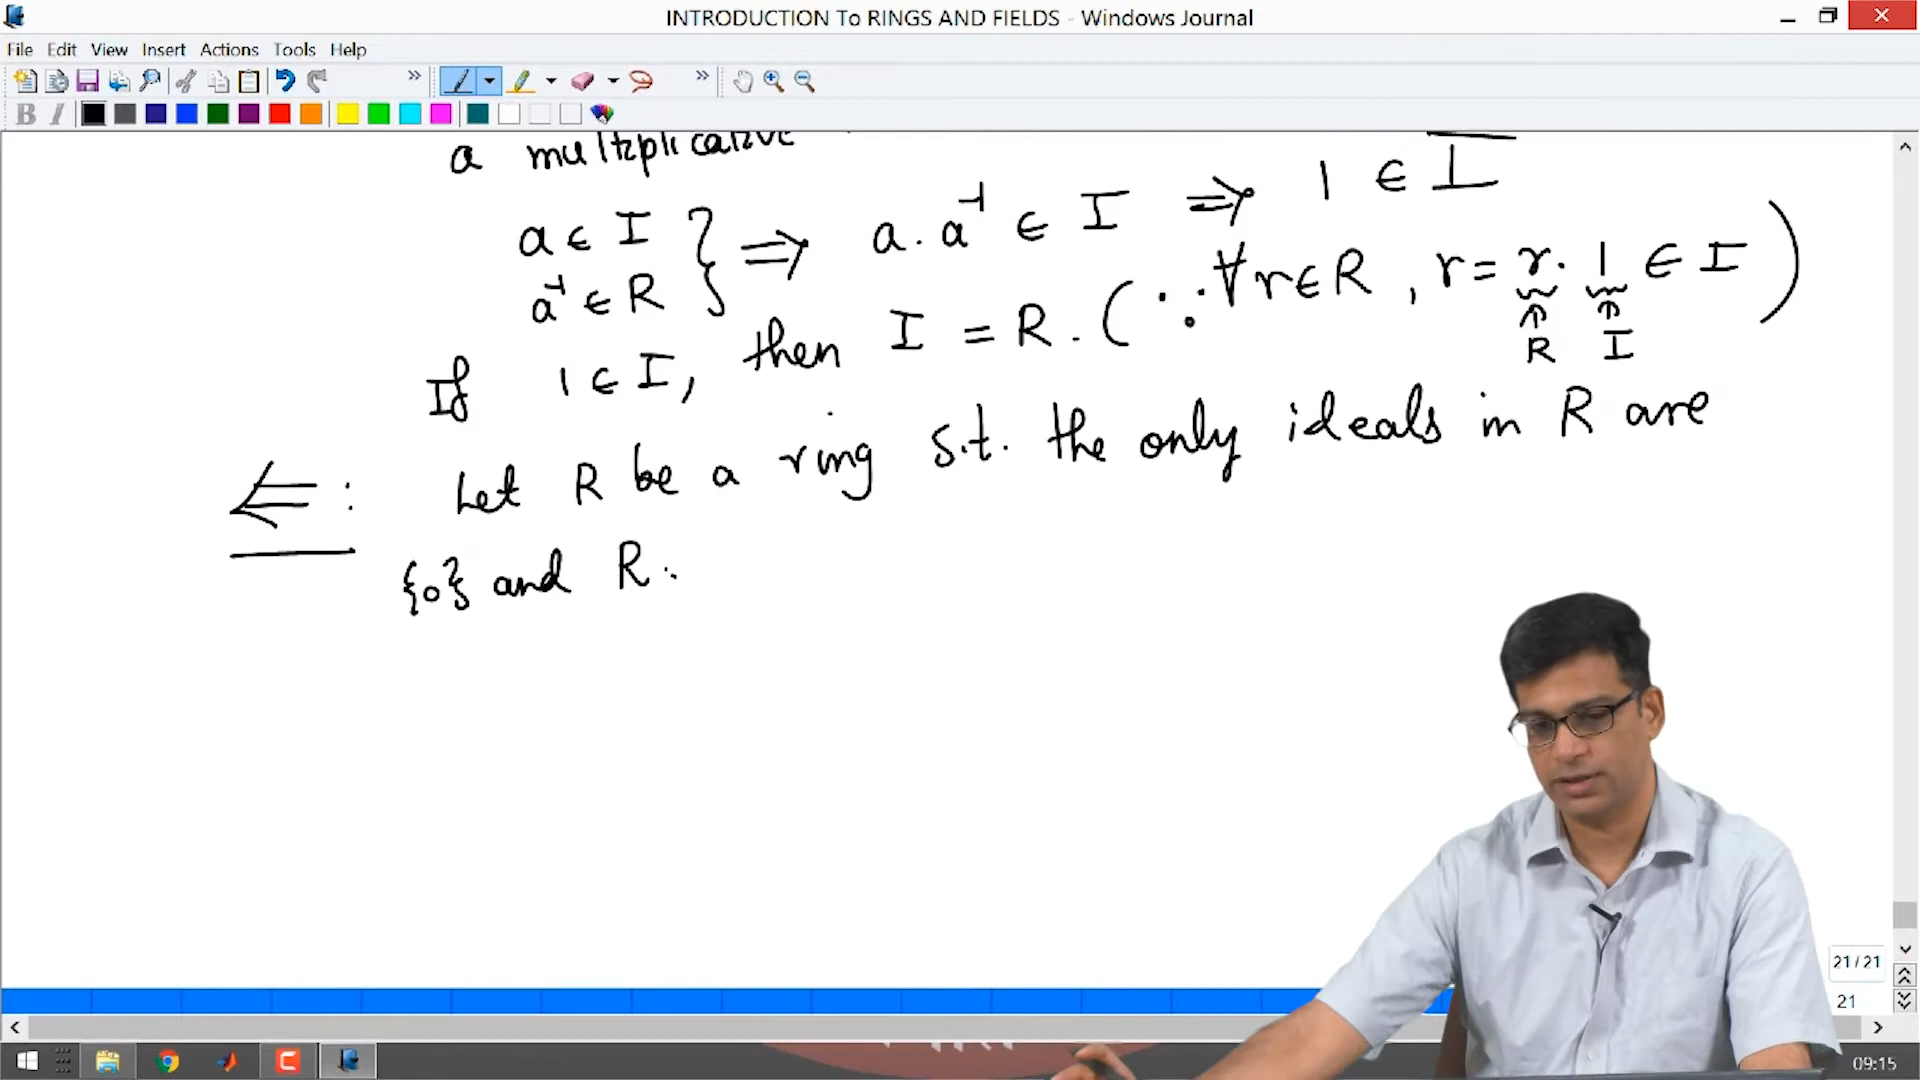 INTRODUCTION To RINGS AND FIELDS - Windows Journal
File Edit View Insert Actions Tools Help
B I
a multiplicative
a ∈ I } ⇒ a · a⁻¹ ∈ I ⇒ 1 ∈ I
a⁻¹ ∈ R
If 1 ∈ I, then I = R. (∵ ∀ r ∈ R, r = r · 1 ∈ I)
R I
⇐: Let R be a ring s.t. the only ideals in R are
{0} and R.
21 / 21
21
09:15